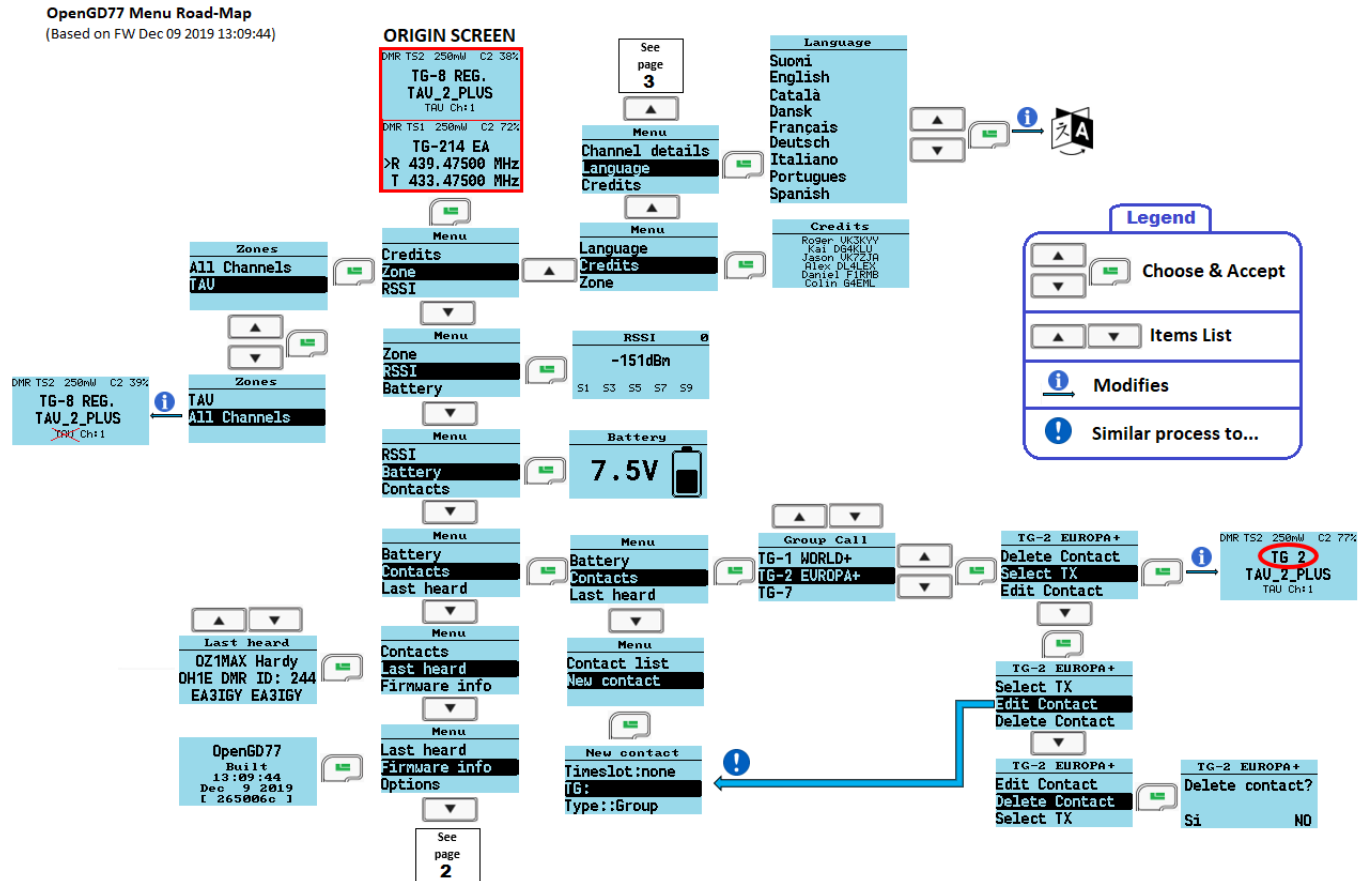 OpenGD77 Menu Road-Map
(Based on FW Dec 09 2019 13:09:44)
ORIGIN SCREEN
DMR TS2 250mW C2 38%
TG-8 REG.
TAU_2_PLUS
TAU Ch:1
DMR TS1 250mW C2 72%
TG-214 EA
>R 439.47500 MHz
T 433.47500 MHz
See
page
3
Menu
Channel details
Language
Credits
Language
Suomi
English
Català
Dansk
Français
Deutsch
Italiano
Portugues
Spanish
Menu
Language
Credits
Zone
Credits
Roger VK3KYY
Kai DG4KLU
Jason VK7ZJA
Alex DL4LEX
Daniel F1RMB
Colin G4EML
Legend
Choose & Accept
Items List
Modifies
Similar process to...
Zones
All Channels
TAU
Menu
Credits
Zone
RSSI
Zones
TAU
All Channels
DMR TS2 250mW C2 39%
TG-8 REG.
TAU_2_PLUS
TAU Ch:1
Menu
Zone
RSSI
Battery
RSSI 0
-151dBm
S1 S3 S5 S7 S9
Menu
RSSI
Battery
Contacts
Battery
7.5V
Menu
Battery
Contacts
Last heard
Menu
Battery
Contacts
Last heard
Group Call
TG-1 WORLD+
TG-2 EUROPA+
TG-7
TG-2 EUROPA+
Delete Contact
Select TX
Edit Contact
DMR TS2 250mW C2 77%
TG 2
TAU_2_PLUS
TAU Ch:1
Last heard
OZ1MAX Hardy
OH1E DMR ID: 244
EA3IGY EA3IGY
Menu
Contacts
Last heard
Firmware info
Menu
Contact list
New contact
TG-2 EUROPA+
Select TX
Edit Contact
Delete Contact
OpenGD77
Built
13:09:44
Dec 9 2019
[ 265006c ]
Menu
Last heard
Firmware info
Options
New contact
Timeslot:none
TG:
Type::Group
TG-2 EUROPA+
Edit Contact
Delete Contact
Select TX
TG-2 EUROPA+
Delete contact?
Si NO
See
page
2